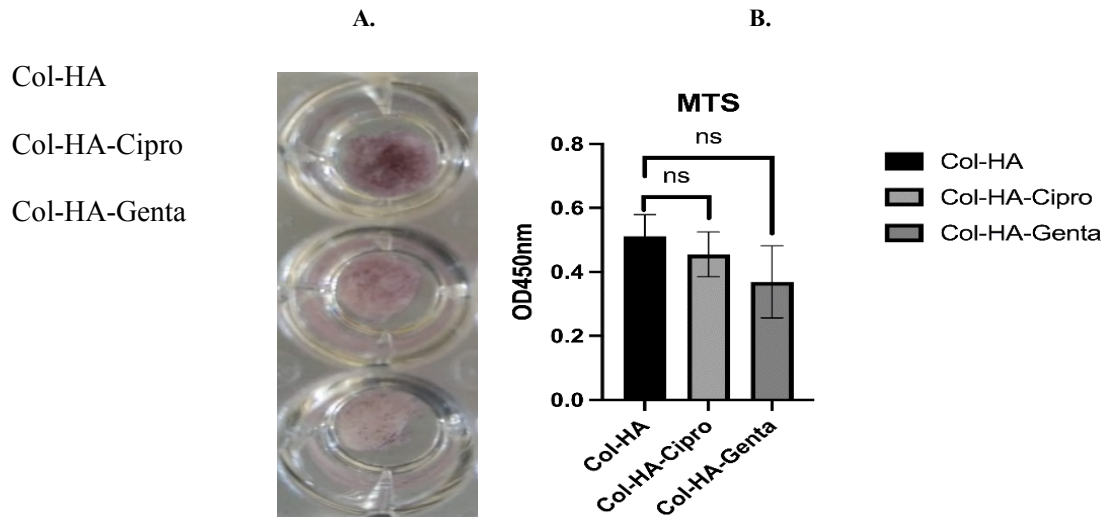 A.
B.
Col-HA
Col-HA-Cipro
Col-HA-Genta
MTS
ns
ns
0.8
0.6
0.4
0.2
0.0
OD450nm
Col-HA
Col-HA-Cipro
Col-HA-Genta
Col-HA
Col-HA-Cipro
Col-HA-Genta